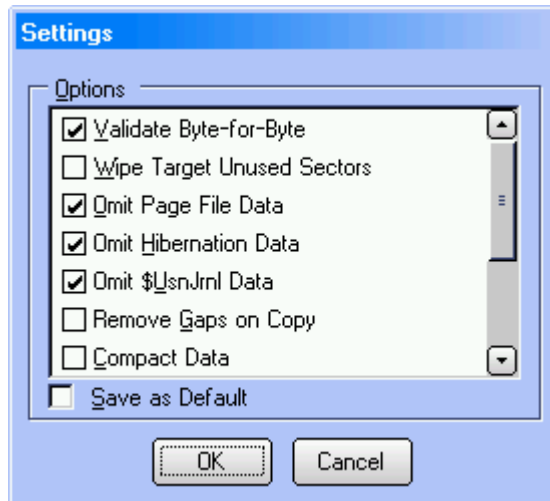 Settings
Options
Validate Byte-for-Byte
Wipe Target Unused Sectors
Omit Page File Data
Omit Hibernation Data
Omit $UsnJrnl Data
Remove Gaps on Copy
Compact Data
Save as Default
OK Cancel